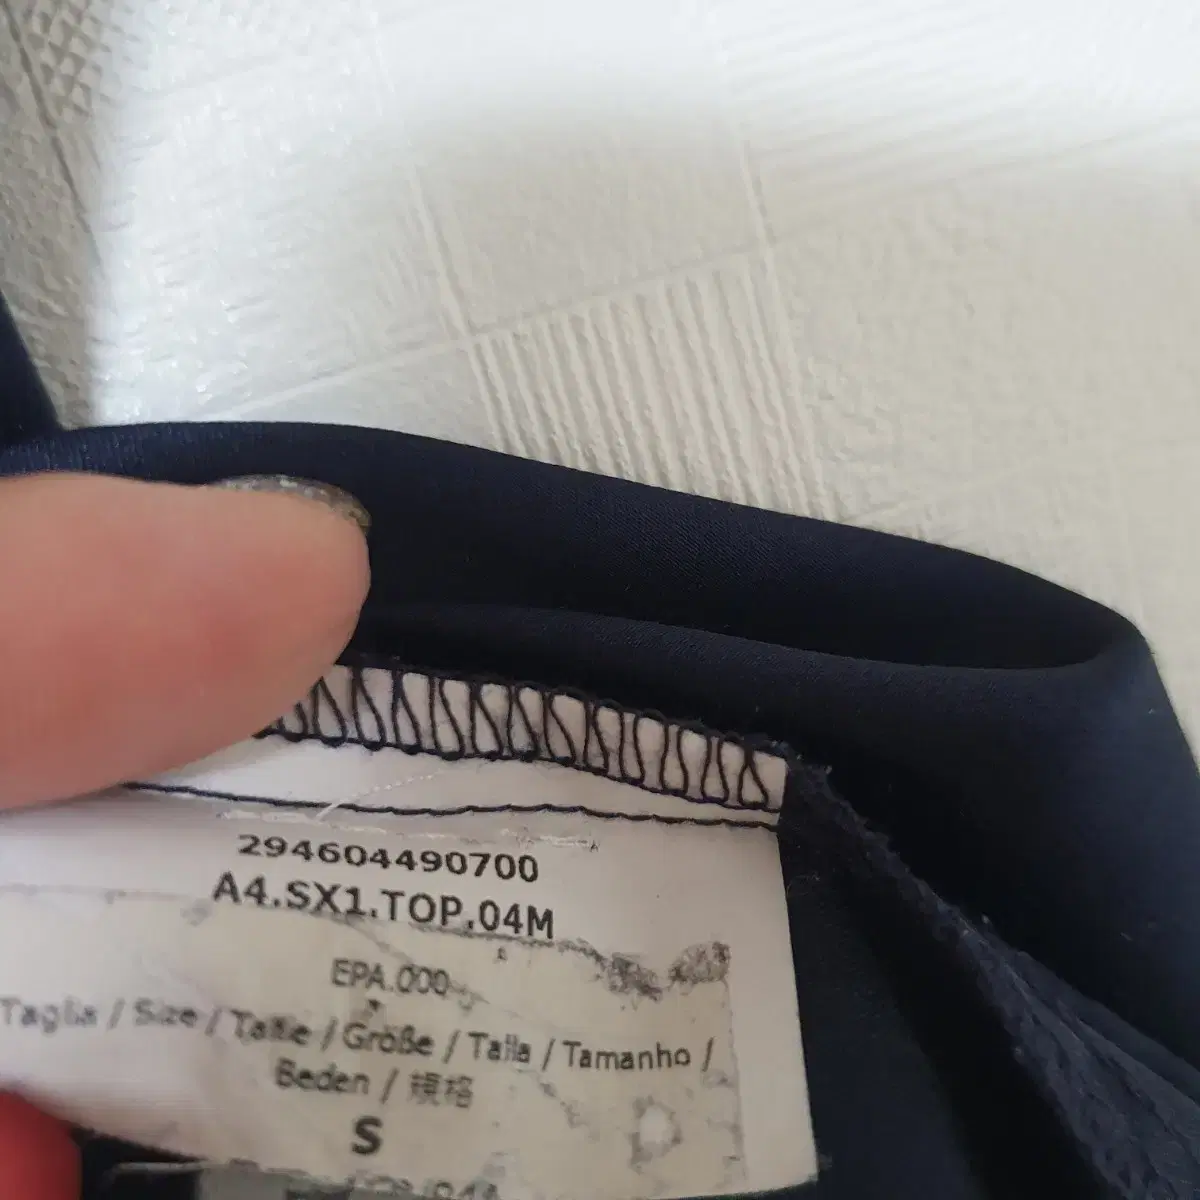 294604490700
A4.SX1.TOP.04M
EPA.000
Taglia / Size / Taille / Größe / Talla / Tamanho /
Beden / 規格
S